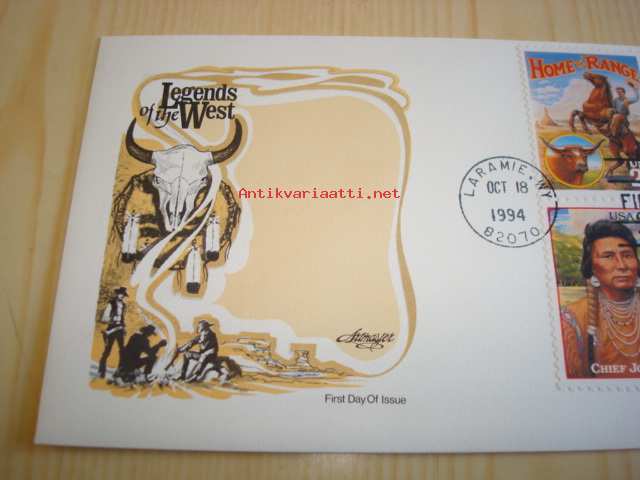 Legends
of the West
HOME ON RANGE
Antikvariaatti.net
LARAMIE, WY
OCT 18
1994
82070
USA
CHIEF JO
First Day Of Issue